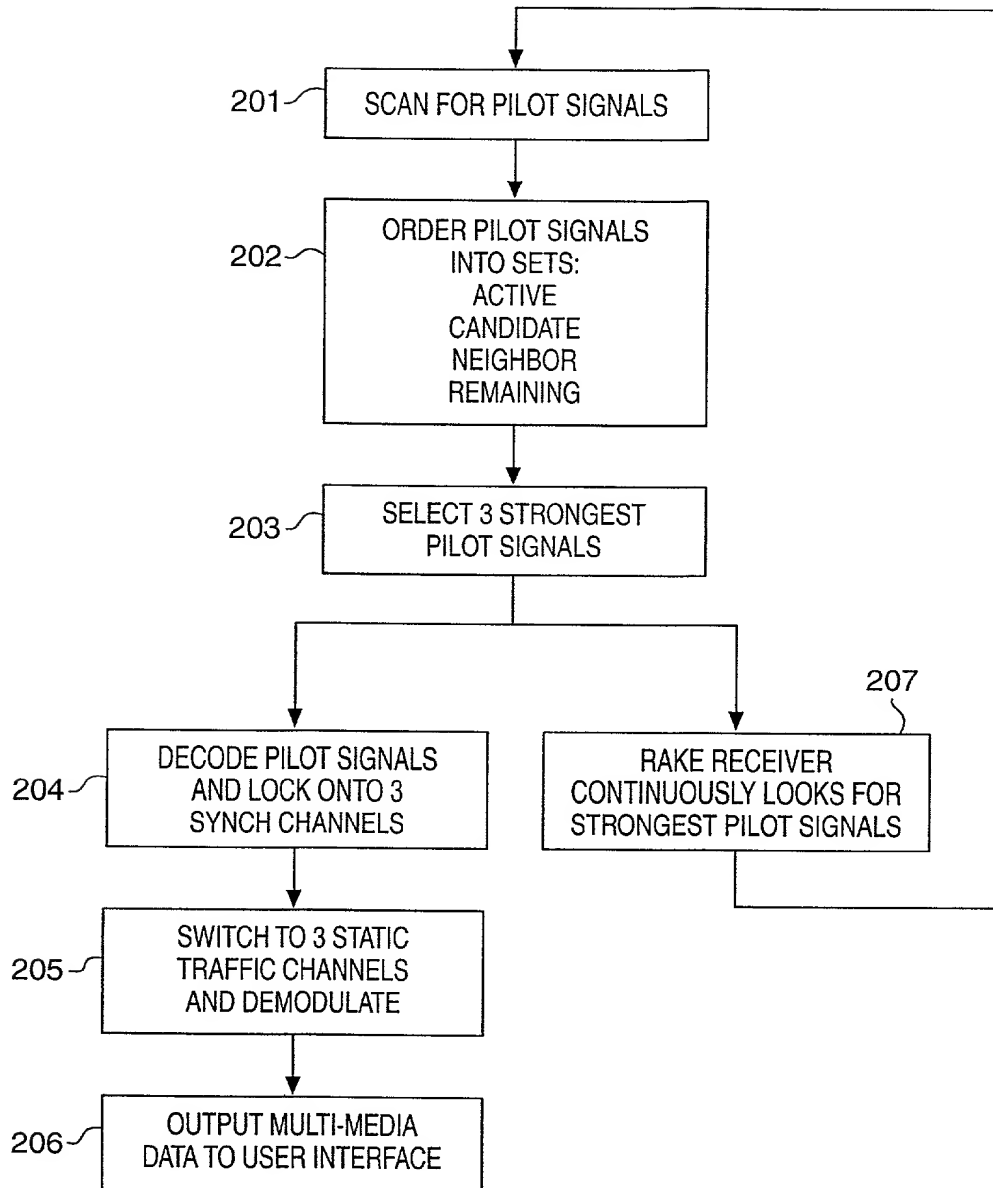 201
SCAN FOR PILOT SIGNALS
202
ORDER PILOT SIGNALS
INTO SETS:
ACTIVE
CANDIDATE
NEIGHBOR
REMAINING
203
SELECT 3 STRONGEST
PILOT SIGNALS
204
DECODE PILOT SIGNALS
AND LOCK ONTO 3
SYNCH CHANNELS
207
RAKE RECEIVER
CONTINUOUSLY LOOKS FOR
STRONGEST PILOT SIGNALS
205
SWITCH TO 3 STATIC
TRAFFIC CHANNELS
AND DEMODULATE
206
OUTPUT MULTI-MEDIA
DATA TO USER INTERFACE